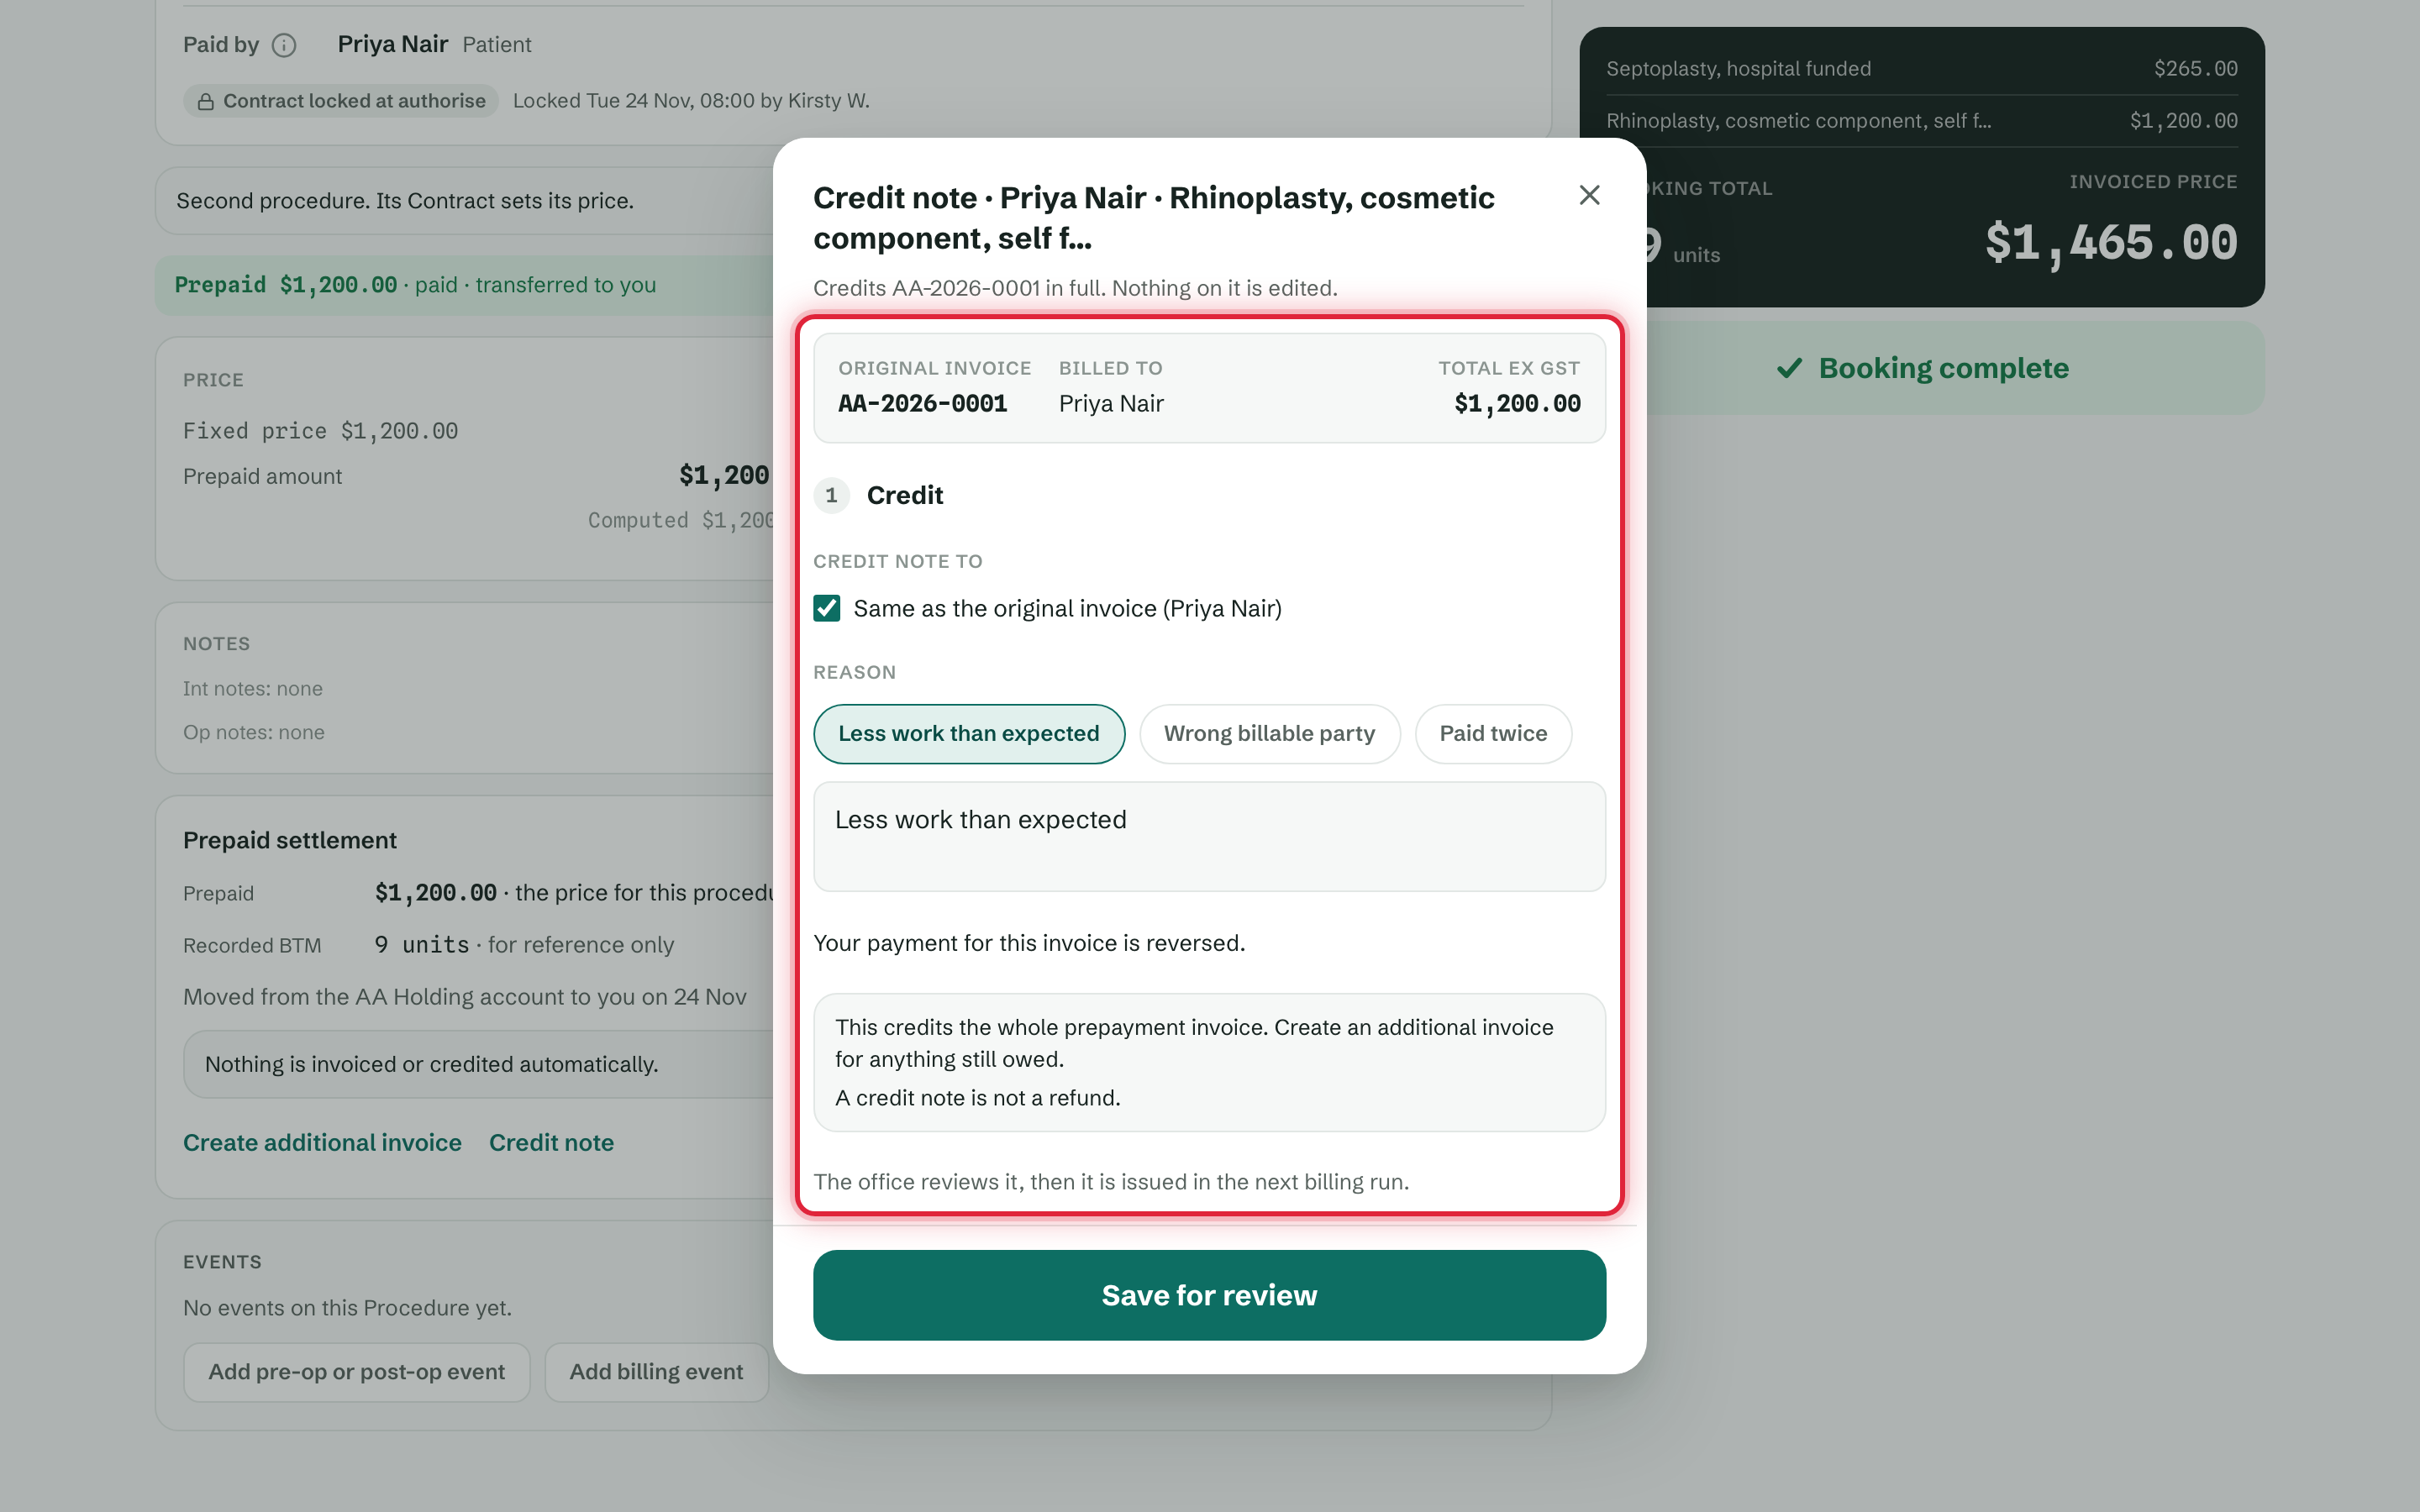 Paid by Priya Nair Patient
Contract locked at authorise Locked Tue 24 Nov, 08:00 by Kirsty W.
Second procedure. Its Contract sets its price.
Prepaid $1,200.00 · paid · transferred to you
PRICE
Fixed price $1,200.00
Prepaid amount $1,200
Computed $1,200
NOTES
Int notes: none
Op notes: none
Prepaid settlement
Prepaid $1,200.00 · the price for this
Recorded BTM 9 units · for reference only
Moved from the AA Holding account to you on 24 Nov
Nothing is invoiced or credited automatically.
Create additional invoice Credit note
EVENTS
No events on this Procedure yet.
Add pre-op or post-op event Add billing event
Credit note · Priya Nair · Rhinoplasty, cosmetic
component, self f...
Credits AA-2026-0001 in full. Nothing on it is edited.
ORIGINAL INVOICE BILLED TO TOTAL EX GST
AA-2026-0001 Priya Nair $1,200.00
1 Credit
CREDIT NOTE TO
Same as the original invoice (Priya Nair)
REASON
Less work than expected Wrong billable party Paid twice
Less work than expected
Your payment for this invoice is reversed.
This credits the whole prepayment invoice. Create an additional invoice
for anything still owed.
A credit note is not a refund.
The office reviews it, then it is issued in the next billing run.
Save for review
Septoplasty, hospital funded $265.00
Rhinoplasty, cosmetic component, self f... $1,200.00
TOTAL INVOICED PRICE
9 units $1,465.00
Booking complete